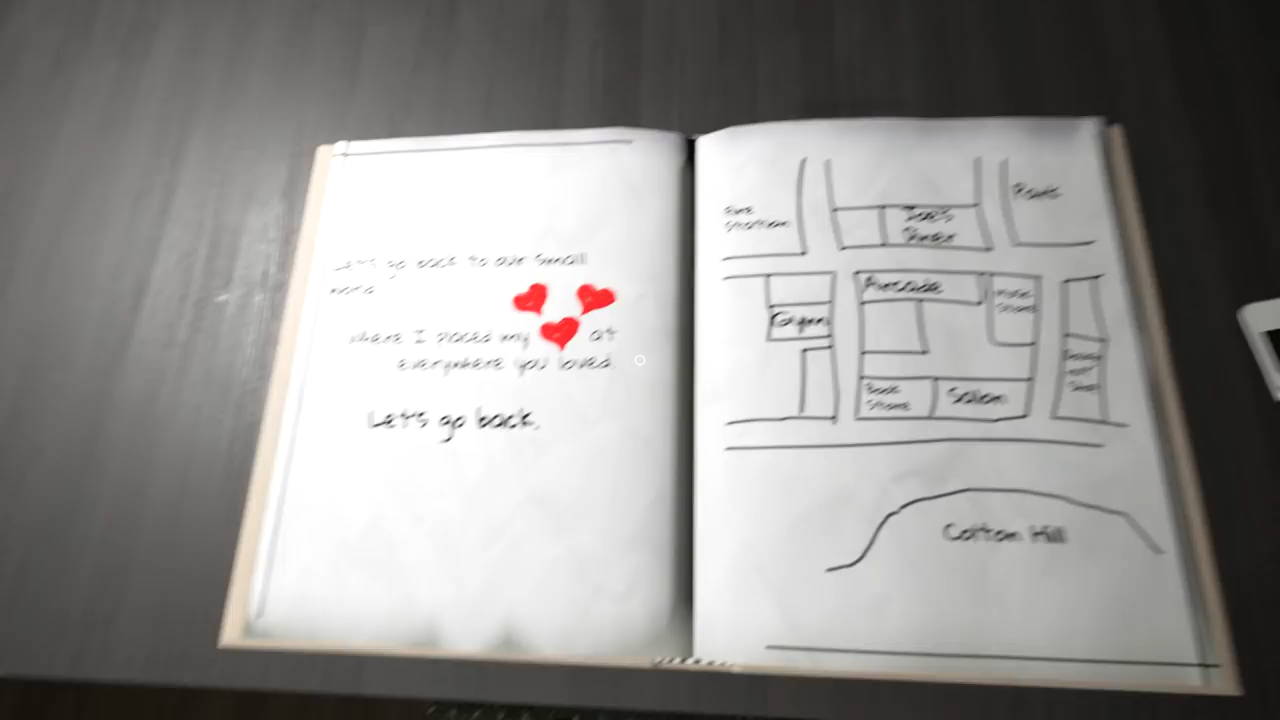 Let's go back to our small
world
where I placed my at
everywhere you loved
Let's go back.
Fire
Station
Joe's
Diner
Park
Arcade
Music
Store
Gym
Book
Store
Salon
Shop
Cotton Hill